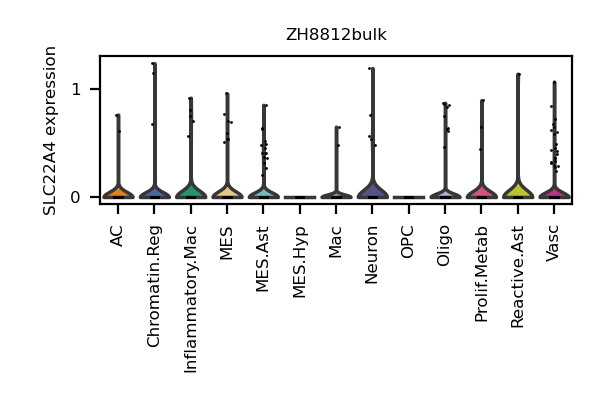 ZH8812bulk
SLC22A4 expression
1
0
AC
Chromatin.Reg
Inflammatory.Mac
MES
MES.Ast
MES.Hyp
Mac
Neuron
OPC
Oligo
Prolif.Metab
Reactive.Ast
Vasc